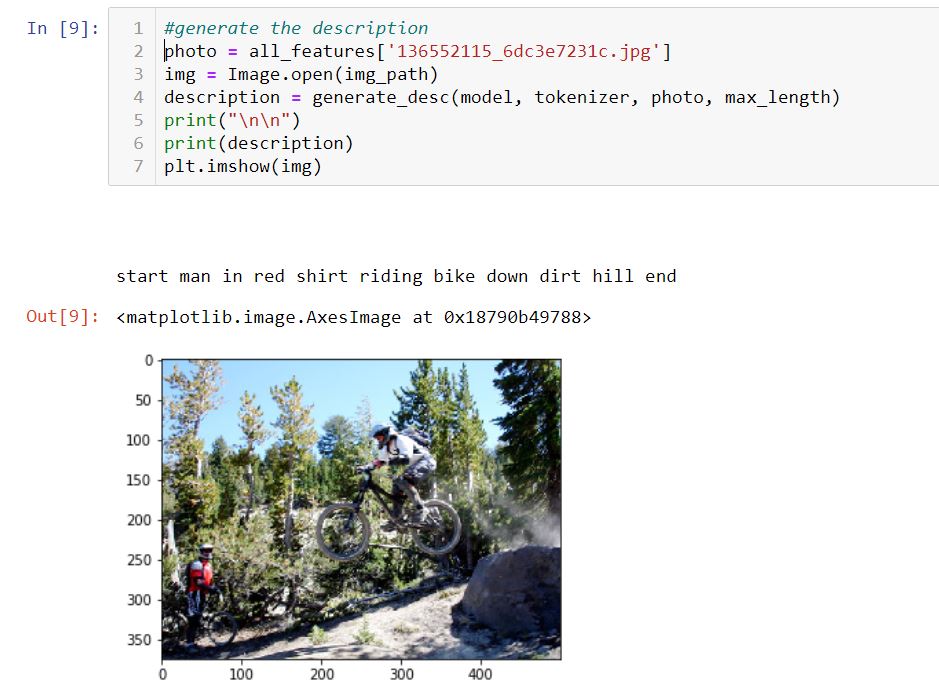 In [9]:
1 #generate the description
2 photo = all_features['136552115_6dc3e7231c.jpg']
3 img = Image.open(img_path)
4 description = generate_desc(model, tokenizer, photo, max_length)
5 print("\n\n")
6 print(description)
7 plt.imshow(img)
start man in red shirt riding bike down dirt hill end
Out[9]: <matplotlib.image.AxesImage at 0x18790b49788>
0
50
100
150
200
250
300
350
0 100 200 300 400